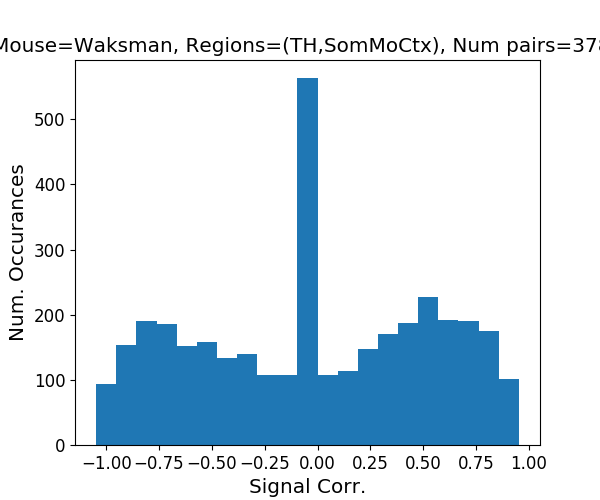 Mouse=Waksman, Regions=(TH,SomMoCtx), Num pairs=378
Num. Occurances
500
400
300
200
100
0
−1.00 −0.75 −0.50 −0.25 0.00 0.25 0.50 0.75 1.00
Signal Corr.